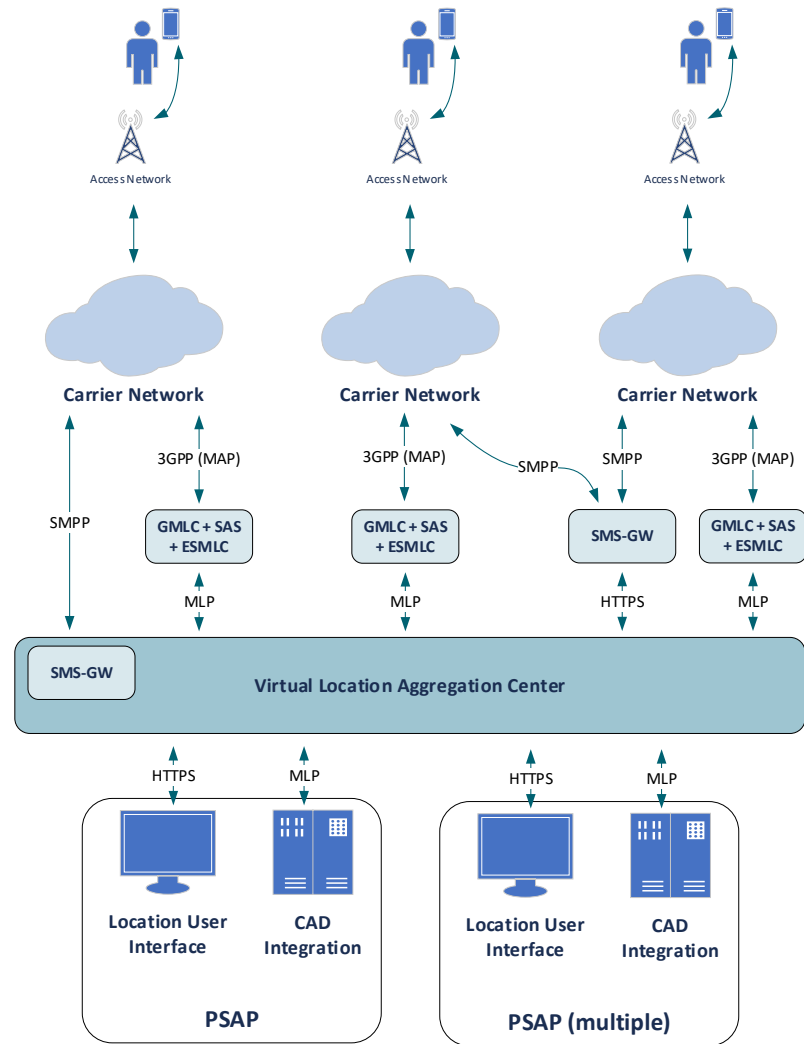 Access Network
Access Network
Access Network
Carrier Network
Carrier Network
Carrier Network
3GPP (MAP)
3GPP (MAP)
SMPP
SMPP
3GPP (MAP)
SMPP
GMLC + SAS
+ ESMLC
GMLC + SAS
+ ESMLC
SMS-GW
GMLC + SAS
+ ESMLC
MLP
MLP
HTTPS
MLP
SMS-GW
Virtual Location Aggregation Center
HTTPS
MLP
HTTPS
MLP
Location User
Interface
CAD
Integration
PSAP
Location User
Interface
CAD
Integration
PSAP (multiple)